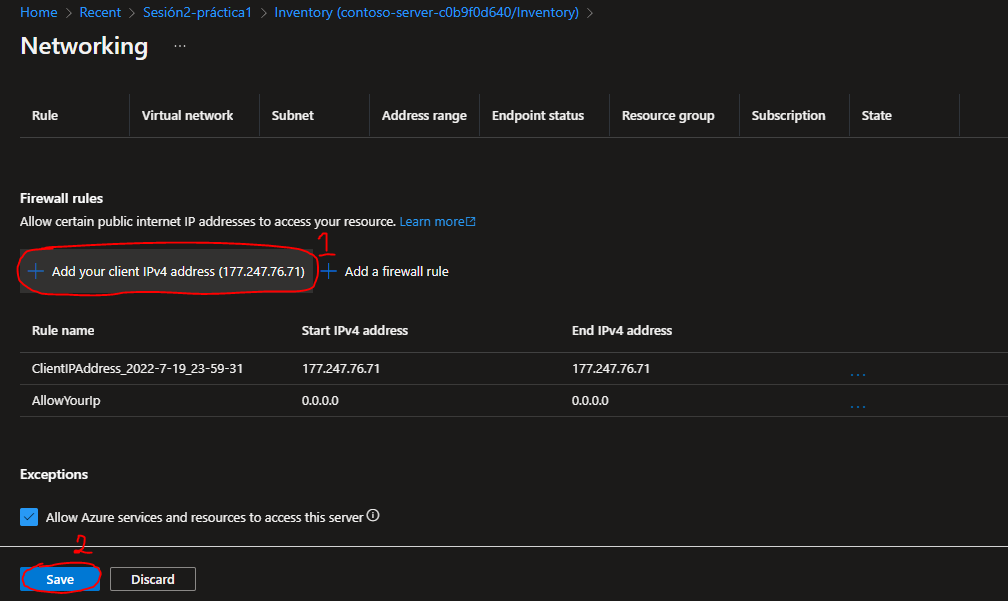 Home > Recent > Sesión2-práctica1 > Inventory (contoso-server-c0b9f0d640/Inventory) >
Networking ...
Rule Virtual network Subnet Address range Endpoint status Resource group Subscription State
Firewall rules
Allow certain public internet IP addresses to access your resource. Learn more
1
+ Add your client IPv4 address (177.247.76.71) + Add a firewall rule
Rule name Start IPv4 address End IPv4 address
ClientIPAddress_2022-7-19_23-59-31 177.247.76.71 177.247.76.71 ...
AllowYourIp 0.0.0.0 0.0.0.0 ...
Exceptions
Allow Azure services and resources to access this server
2
Save Discard